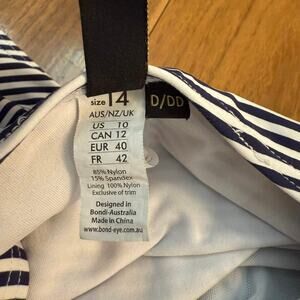 size 14
D/DD
AUS/NZ/UK
US 10
CAN 12
EUR 40
FR 42
85% Nylon
15% Spandex
Lining 100% Nylon
Exclusive of trim
Designed in
Bondi-Australia
Made in China
www.bond-eye.com.au